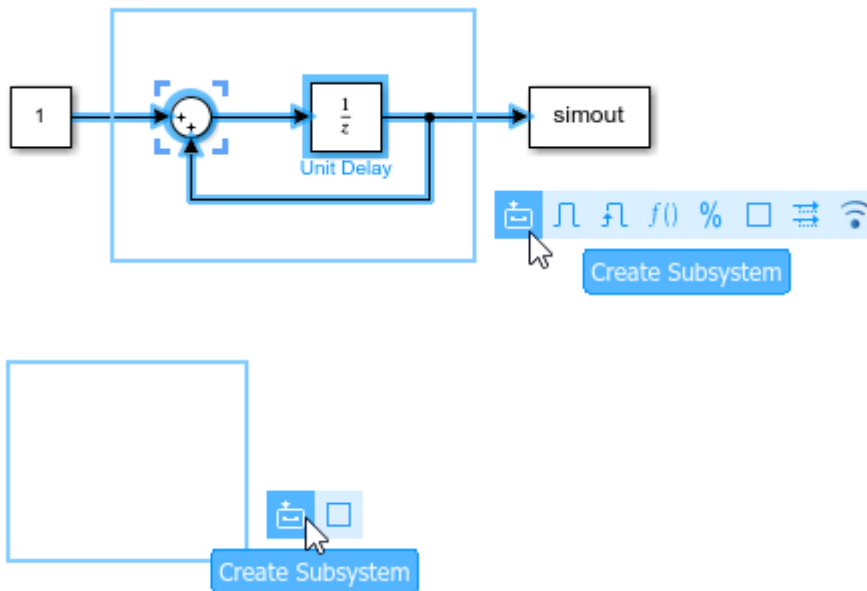 1
+
+
1
z
simout
Unit Delay
f()
%
Create Subsystem
Create Subsystem